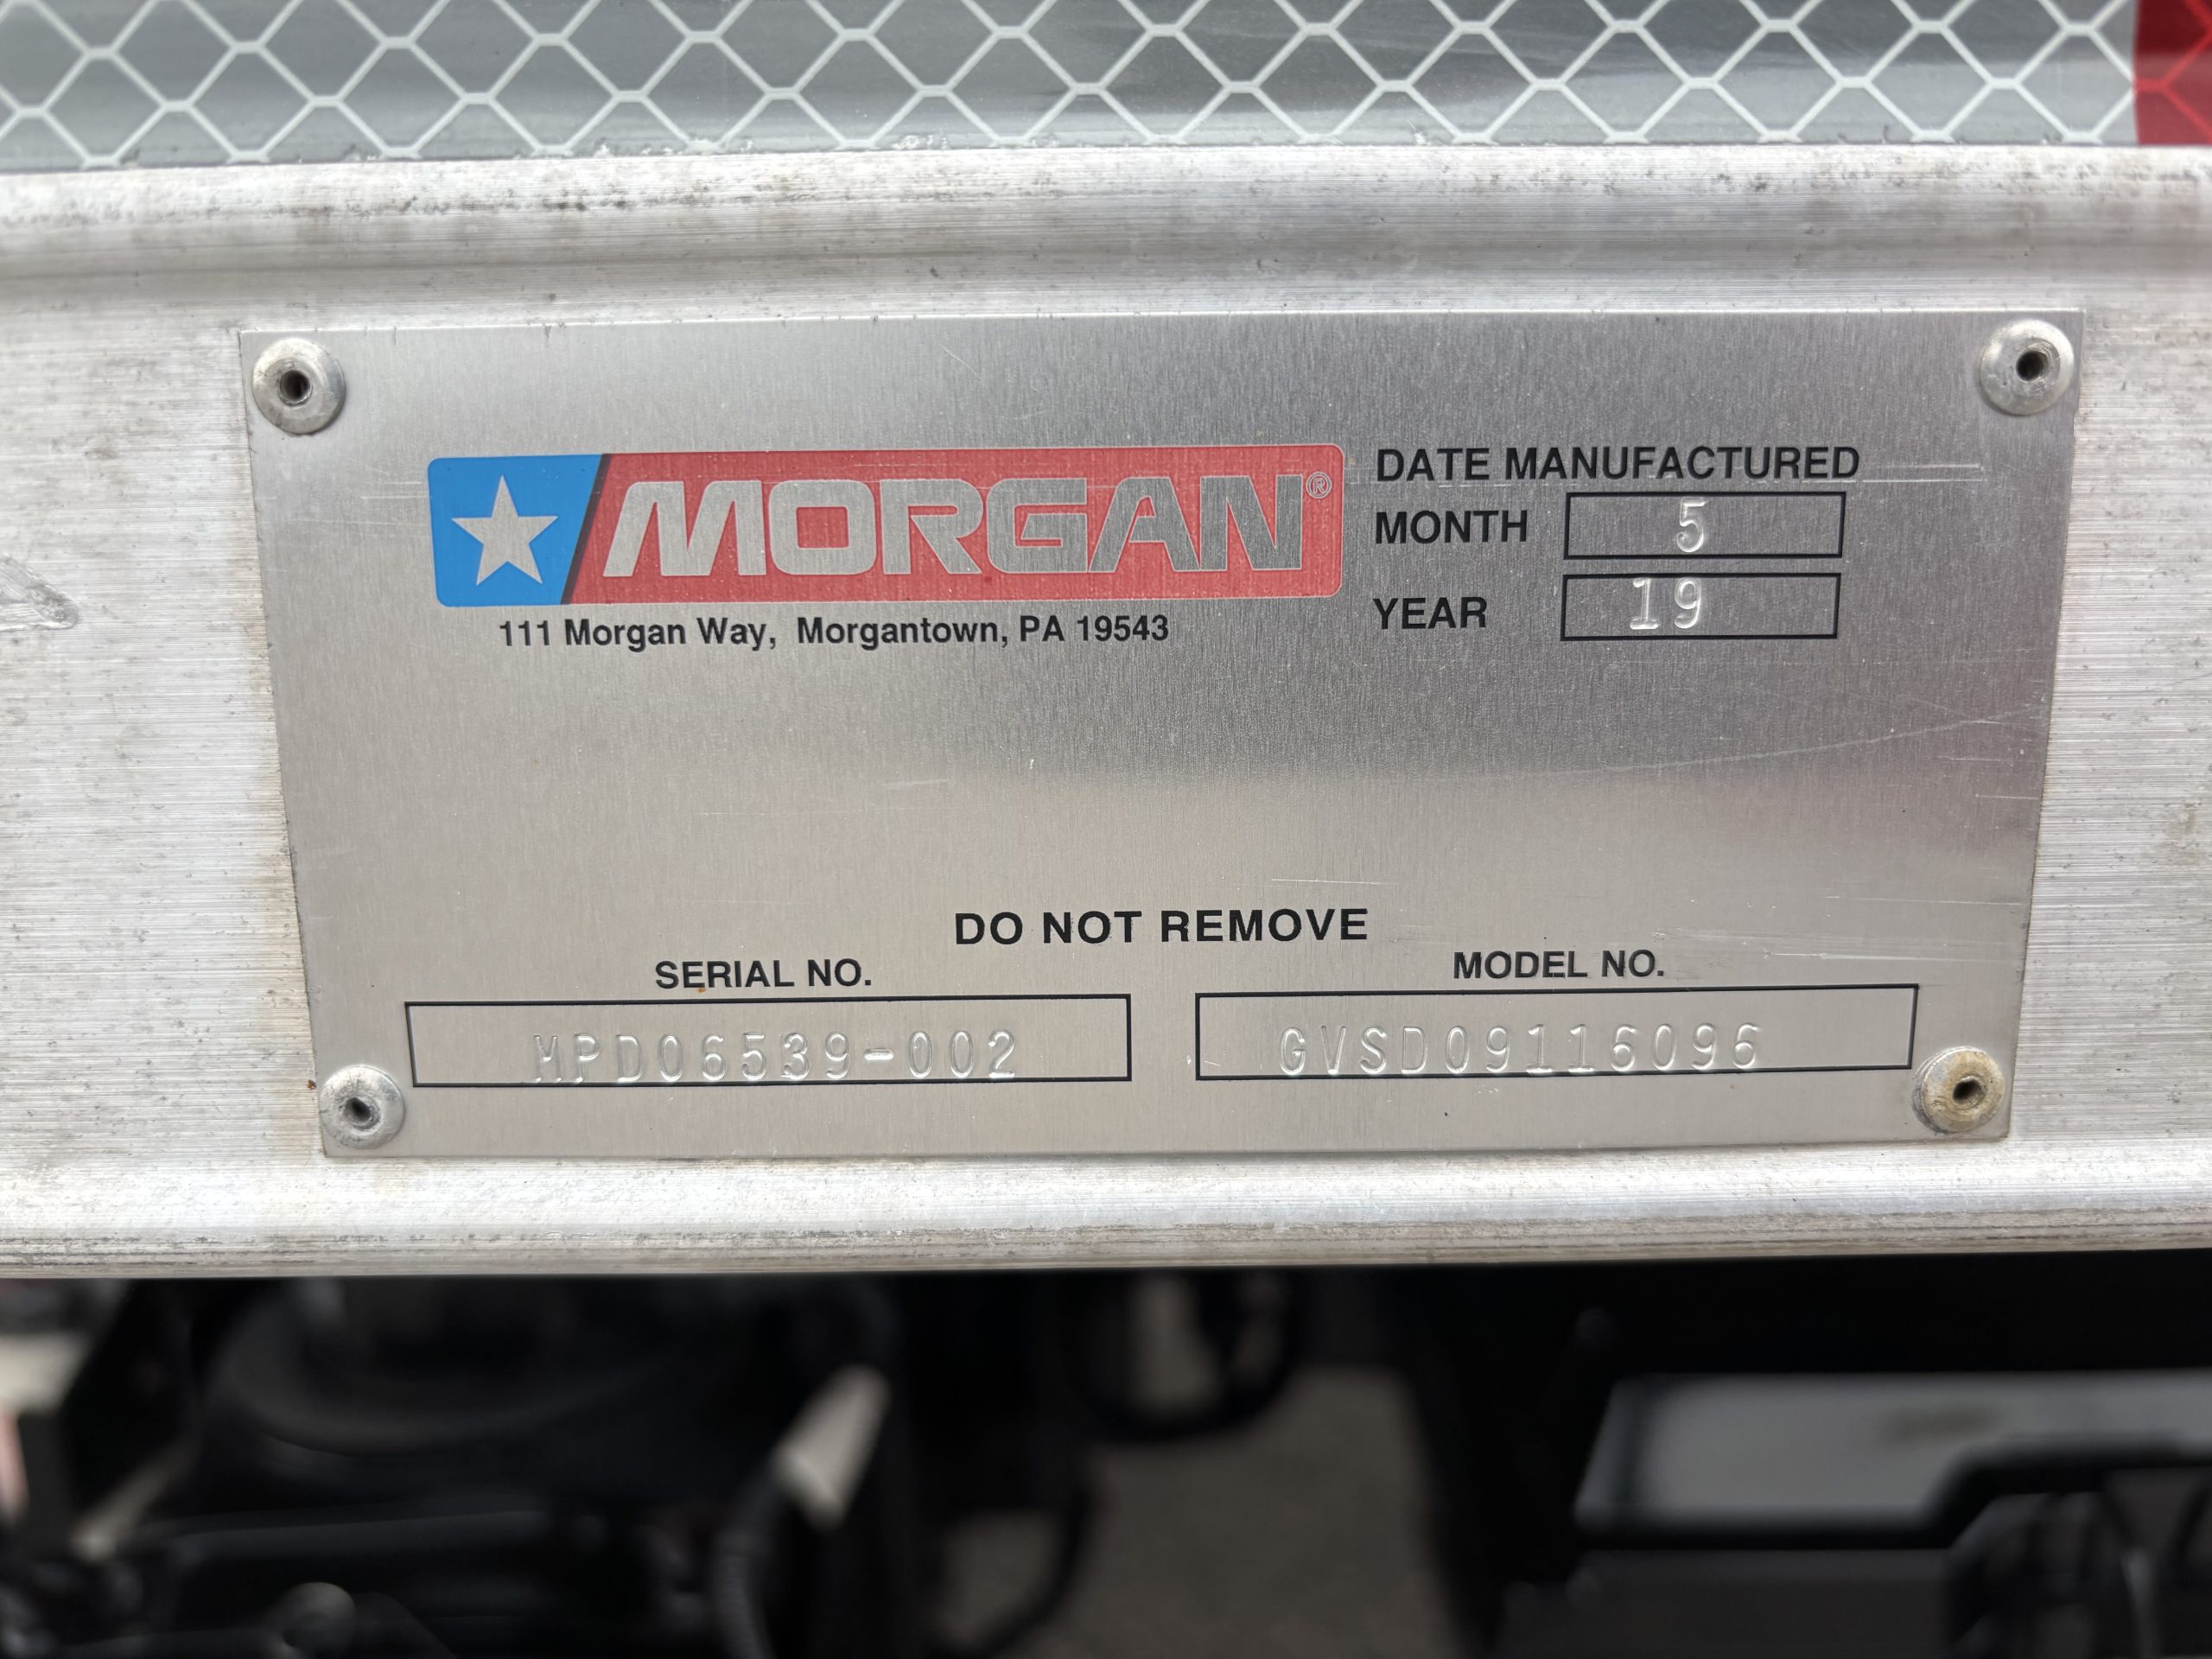 MORGAN®
111 Morgan Way, Morgantown, PA 19543
DATE MANUFACTURED
MONTH 5
YEAR 19
DO NOT REMOVE
SERIAL NO.
MPD06539-002
MODEL NO.
GVSD09116096